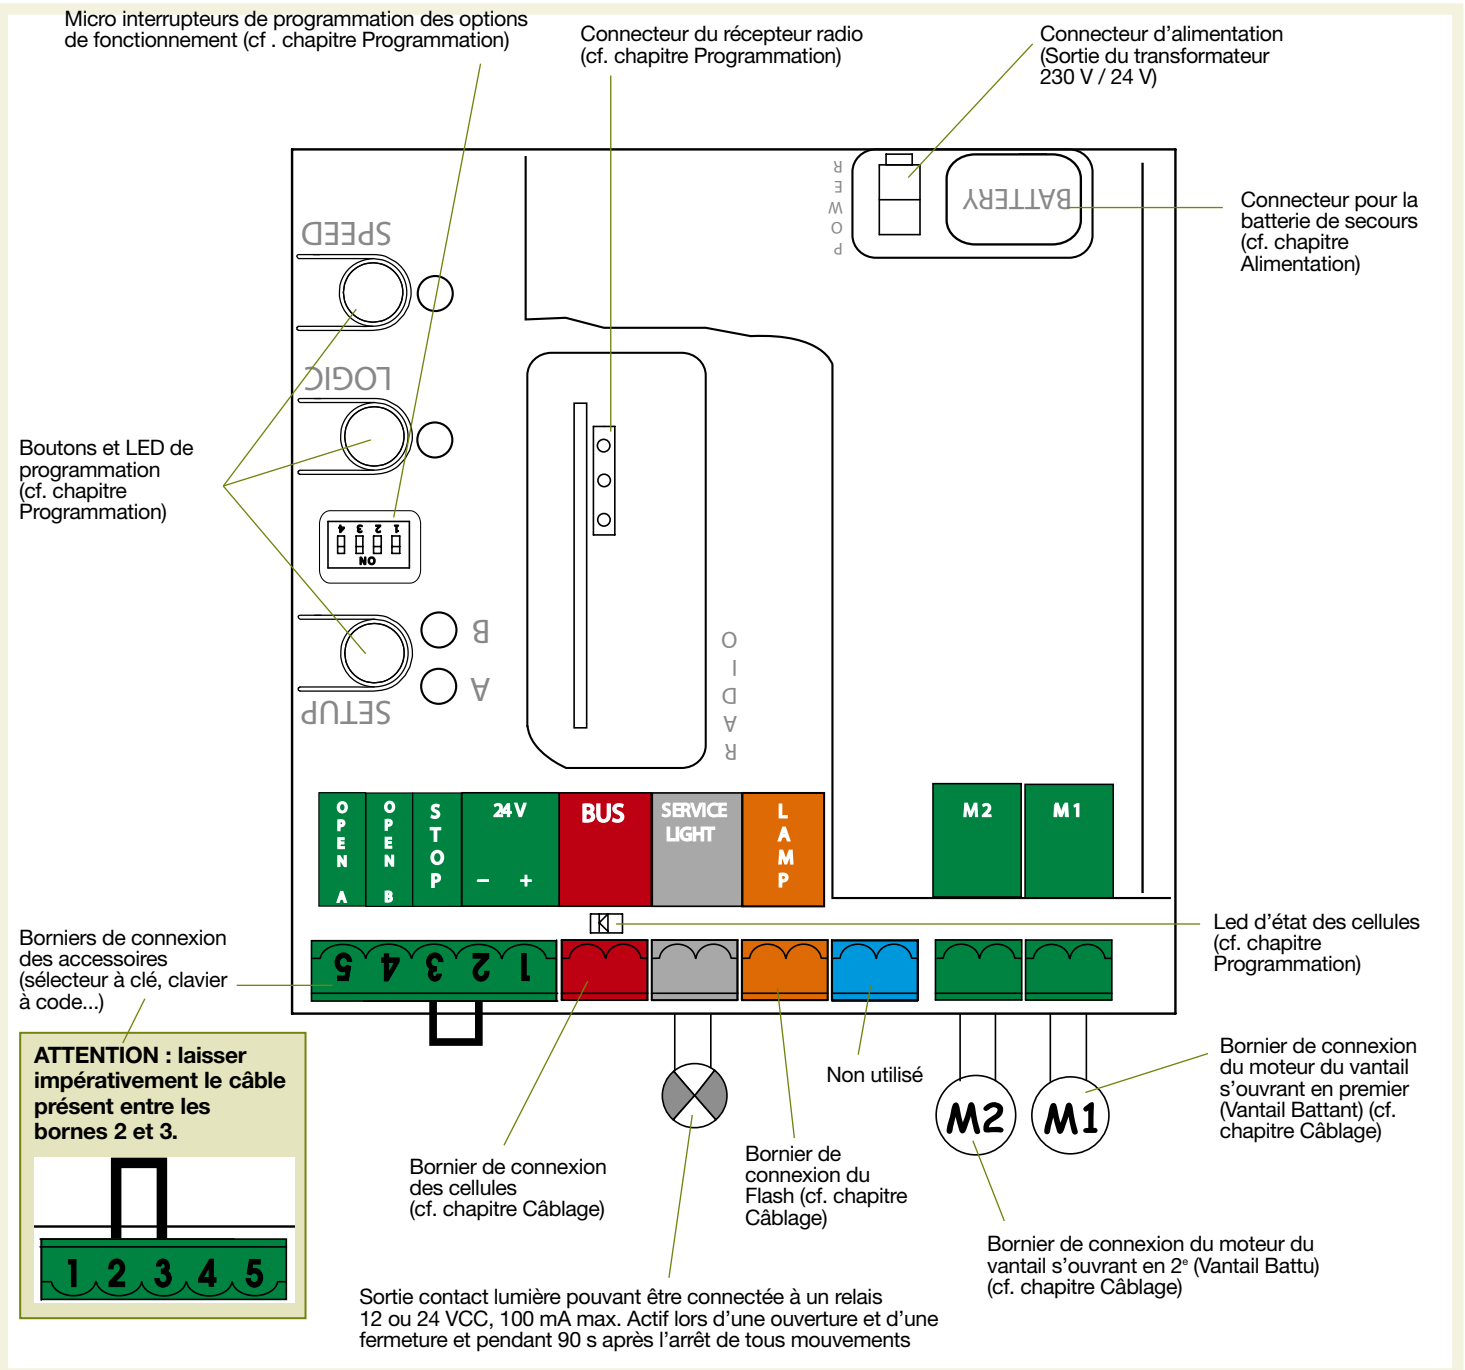 Micro interrupteurs de programmation des options
de fonctionnement (cf . chapitre Programmation)
Connecteur du récepteur radio
(cf. chapitre Programmation)
Connecteur d'alimentation
(Sortie du transformateur
230 V / 24 V)
POWER
BATTERY
Connecteur pour la
batterie de secours
(cf. chapitre
Alimentation)
SPEED
LOGIC
Boutons et LED de
programmation
(cf. chapitre
Programmation)
1 2 3 4
ON
B
A
SETUP
RADIO
OPEN A
OPEN B
STOP
24V
– +
BUS
SERVICE
LIGHT
LAMP
M2
M1
Led d'état des cellules
(cf. chapitre
Programmation)
Borniers de connexion
des accessoires
(sélecteur à clé, clavier
à code...)
5 4 3 2 1
ATTENTION : laisser
impérativement le câble
présent entre les
bornes 2 et 3.
1 2 3 4 5
Non utilisé
M2
M1
Bornier de connexion
du moteur du vantail
s'ouvrant en premier
(Vantail Battant) (cf.
chapitre Câblage)
Bornier de connexion
des cellules
(cf. chapitre Câblage)
Bornier de
connexion du
Flash (cf. chapitre
Câblage)
Bornier de connexion du moteur du
vantail s'ouvrant en 2e (Vantail Battu)
(cf. chapitre Câblage)
Sortie contact lumière pouvant être connectée à un relais
12 ou 24 VCC, 100 mA max. Actif lors d'une ouverture et d'une
fermeture et pendant 90 s après l'arrêt de tous mouvements